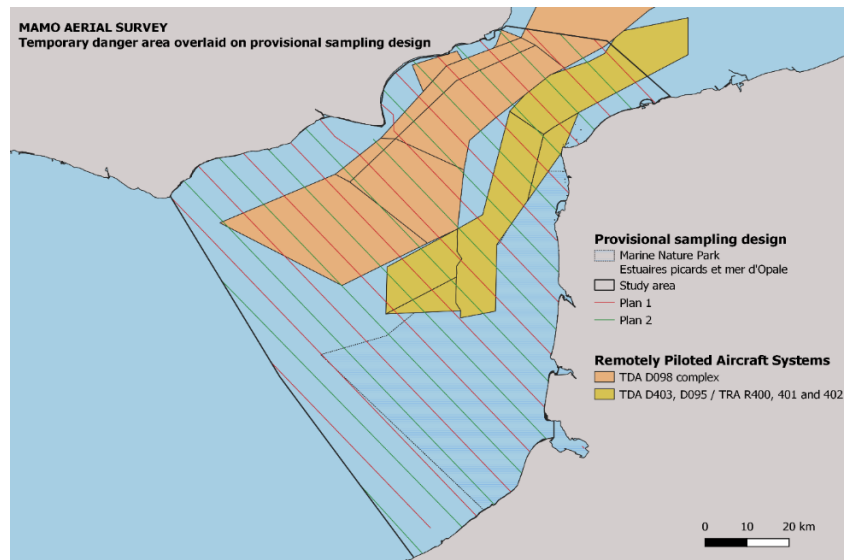 MAMO AERIAL SURVEY
Temporary danger area overlaid on provisional sampling design
Provisional sampling design
Marine Nature Park
Estuaires picards et mer d'Opale
Study area
Plan 1
Plan 2
Remotely Piloted Aircraft Systems
TDA D098 complex
TDA D403, D095 / TRA R400, 401 and 402
0 10 20 km